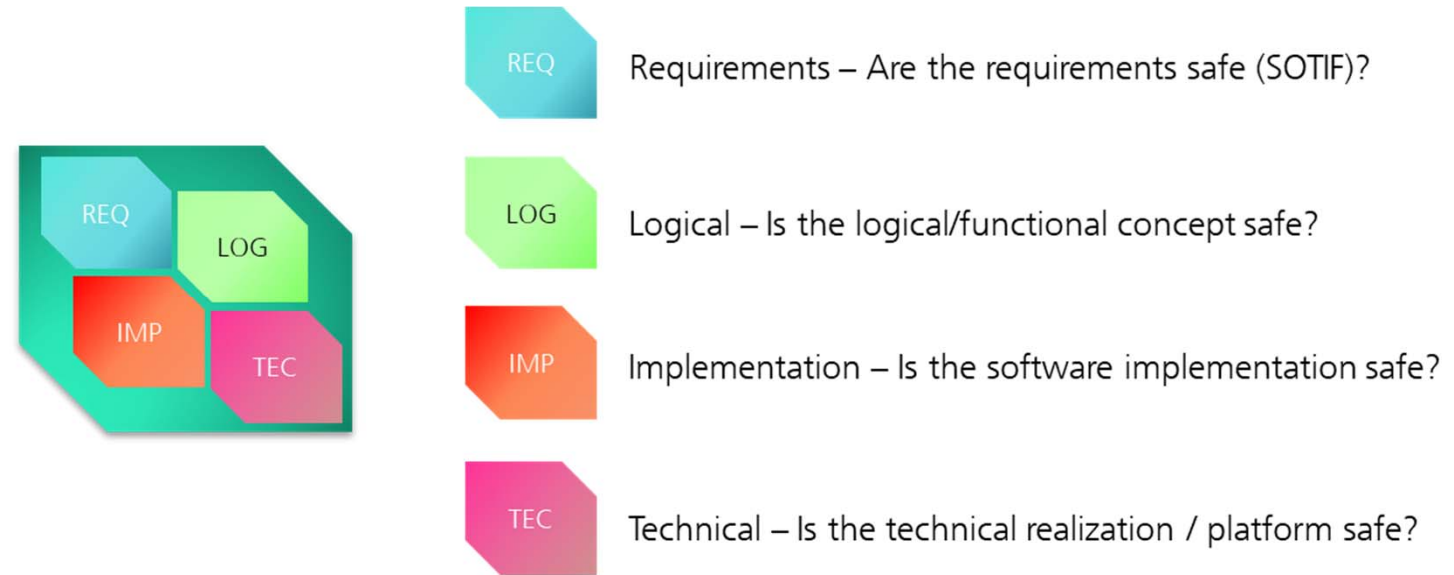 REQ
Requirements – Are the requirements safe (SOTIF)?
REQ
LOG
IMP
TEC
LOG
Logical – Is the logical/functional concept safe?
IMP
Implementation – Is the software implementation safe?
TEC
Technical – Is the technical realization / platform safe?